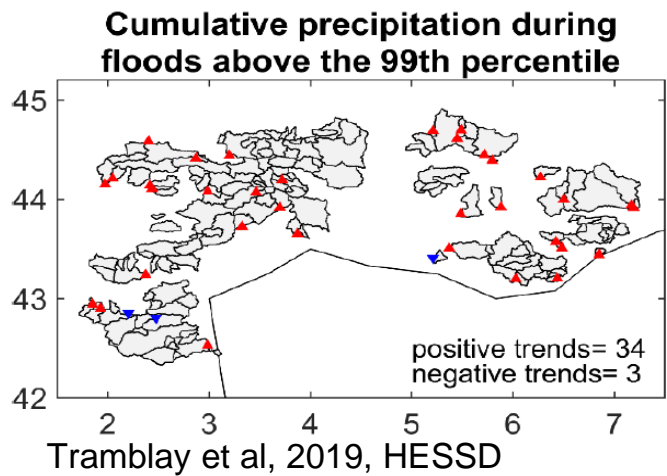 Cumulative precipitation during
floods above the 99th percentile
45
44
43
42
positive trends= 34
negative trends= 3
2 3 4 5 6 7
Tramblay et al, 2019, HESSD